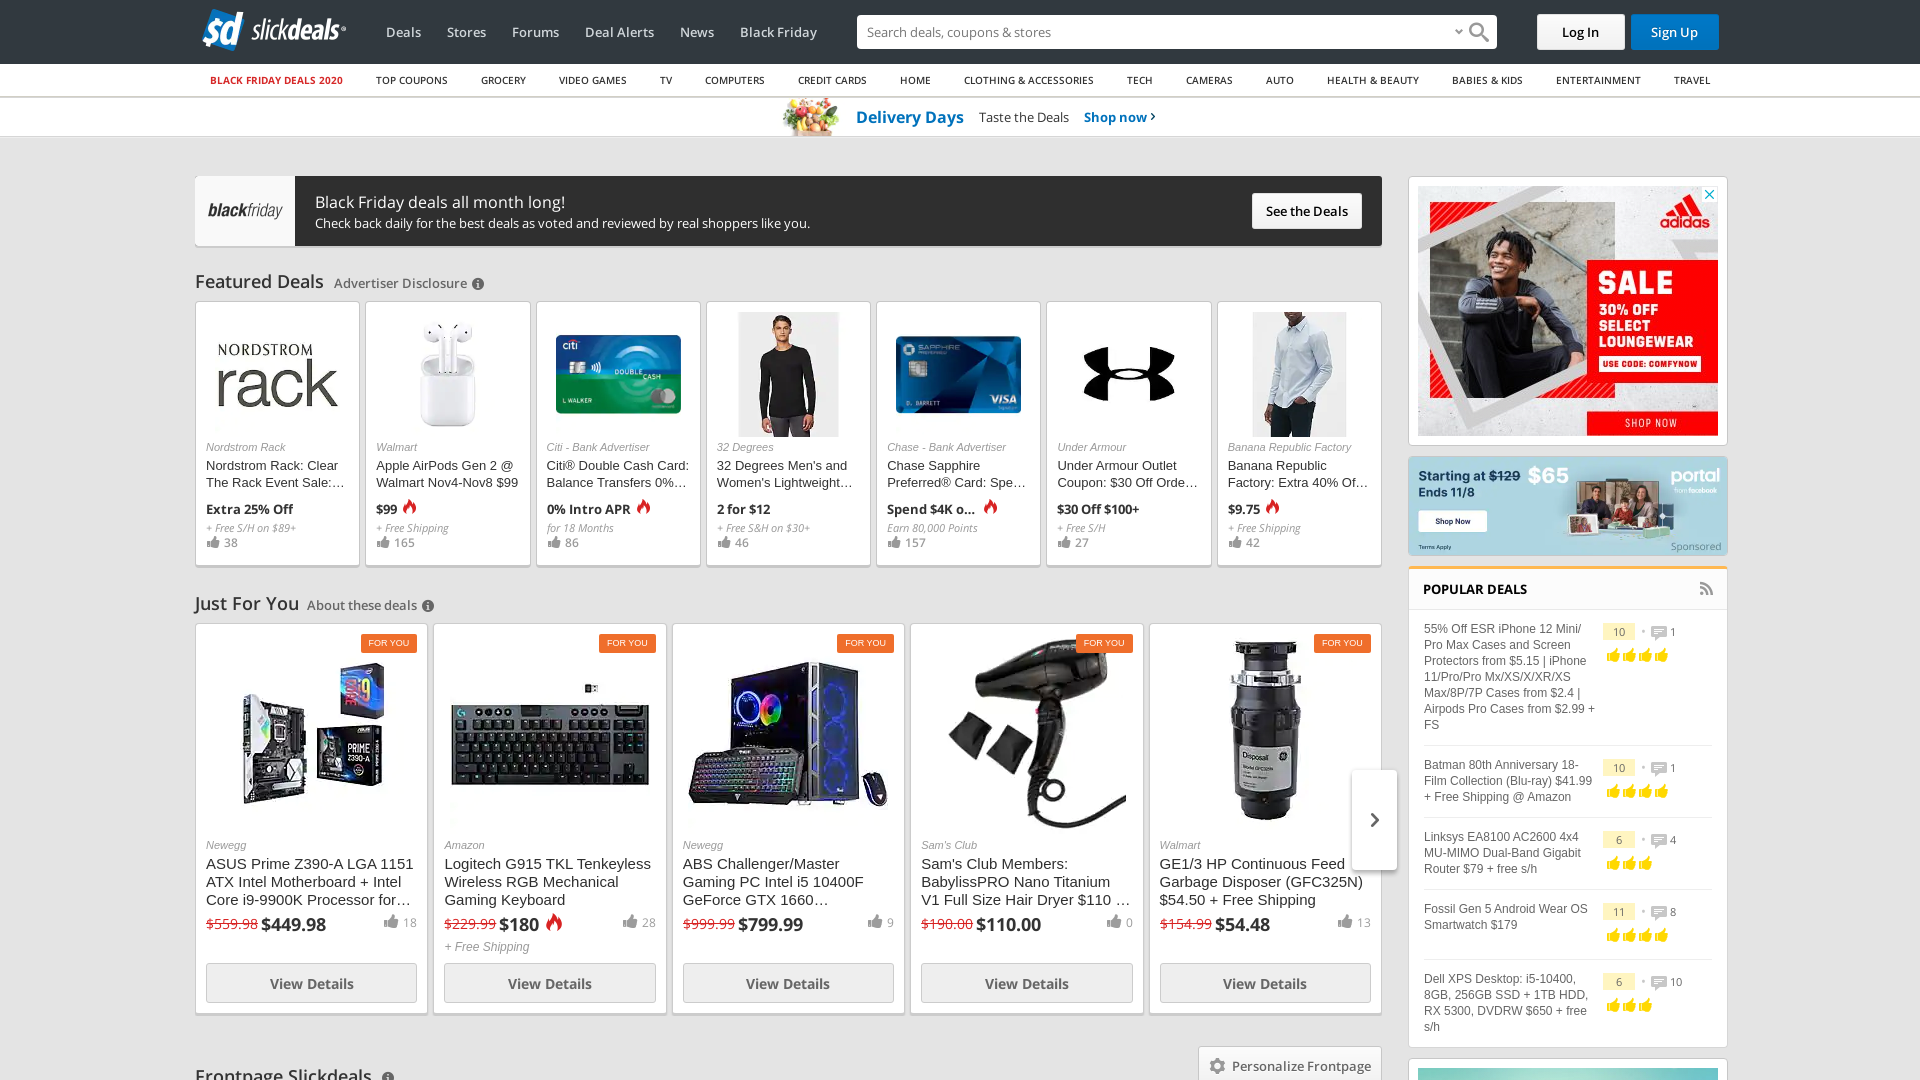 sd slickdeals
Deals
Stores
Forums
Deal Alerts
News
Black Friday
Search deals, coupons & stores
Log In
Sign Up
BLACK FRIDAY DEALS 2020
TOP COUPONS
GROCERY
VIDEO GAMES
TV
COMPUTERS
CREDIT CARDS
HOME
CLOTHING & ACCESSORIES
TECH
CAMERAS
AUTO
HEALTH & BEAUTY
BABIES & KIDS
ENTERTAINMENT
TRAVEL
Delivery Days Taste the Deals Shop now
blackfriday
Black Friday deals all month long!
Check back daily for the best deals as voted and reviewed by real shoppers like you.
See the Deals
Featured Deals Advertiser Disclosure
NORDSTROM
rack
Nordstrom Rack
Nordstrom Rack: Clear
The Rack Event Sale:…
Extra 25% Off
+ Free S/H on $89+
38
Walmart
Apple AirPods Gen 2 @
Walmart Nov4-Nov8 $99
$99
+ Free Shipping
165
citi
DOUBLE CASH
L WALKER
Citi - Bank Advertiser
Citi® Double Cash Card:
Balance Transfers 0%…
0% Intro APR
for 18 Months
86
32 Degrees
32 Degrees Men's and
Women's Lightweight…
2 for $12
+ Free S&H on $30+
46
SAPPHIRE
PREFERRED
D. BARRETT
VISA
Chase - Bank Advertiser
Chase Sapphire
Preferred® Card: Spe…
Spend $4K o…
Earn 80,000 Points
157
Under Armour
Under Armour Outlet
Coupon: $30 Off Orde…
$30 Off $100+
+ Free S/H
27
Banana Republic Factory
Banana Republic
Factory: Extra 40% Of…
$9.75
+ Free Shipping
42
Just For You About these deals
FOR YOU
i9
PRIME
Z390-A
Newegg
ASUS Prime Z390-A LGA 1151
ATX Intel Motherboard + Intel
Core i9-9900K Processor for…
$559.98 $449.98
18
View Details
FOR YOU
Amazon
Logitech G915 TKL Tenkeyless
Wireless RGB Mechanical
Gaming Keyboard
$229.99 $180
28
+ Free Shipping
View Details
FOR YOU
Newegg
ABS Challenger/Master
Gaming PC Intel i5 10400F
GeForce GTX 1660…
$999.99 $799.99
9
View Details
FOR YOU
Sam's Club
Sam's Club Members:
BabylissPRO Nano Titanium
V1 Full Size Hair Dryer $110 …
$190.00 $110.00
0
View Details
FOR YOU
Disposall
Walmart
GE1/3 HP Continuous Feed
Garbage Disposer (GFC325N)
$54.50 + Free Shipping
$154.99 $54.48
13
View Details
Frontpage Slickdeals
Personalize Frontpage
adidas
SALE
30% OFF
SELECT
LOUNGEWEAR
USE CODE: COMFYNOW
SHOP NOW
Starting at $129 $65
Ends 11/8
Shop Now
Terms Apply
portal
from facebook
Sponsored
POPULAR DEALS
55% Off ESR iPhone 12 Mini/
Pro Max Cases and Screen
Protectors from $5.15 | iPhone
11/Pro/Pro Mx/XS/X/XR/XS
Max/8P/7P Cases from $2.4 |
Airpods Pro Cases from $2.99 +
FS
10 • 1
Batman 80th Anniversary 18-
Film Collection (Blu-ray) $41.99
+ Free Shipping @ Amazon
10 • 1
Linksys EA8100 AC2600 4x4
MU-MIMO Dual-Band Gigabit
Router $79 + free s/h
6 • 4
Fossil Gen 5 Android Wear OS
Smartwatch $179
11 • 8
Dell XPS Desktop: i5-10400,
8GB, 256GB SSD + 1TB HDD,
RX 5300, DVDRW $650 + free
s/h
6 • 10